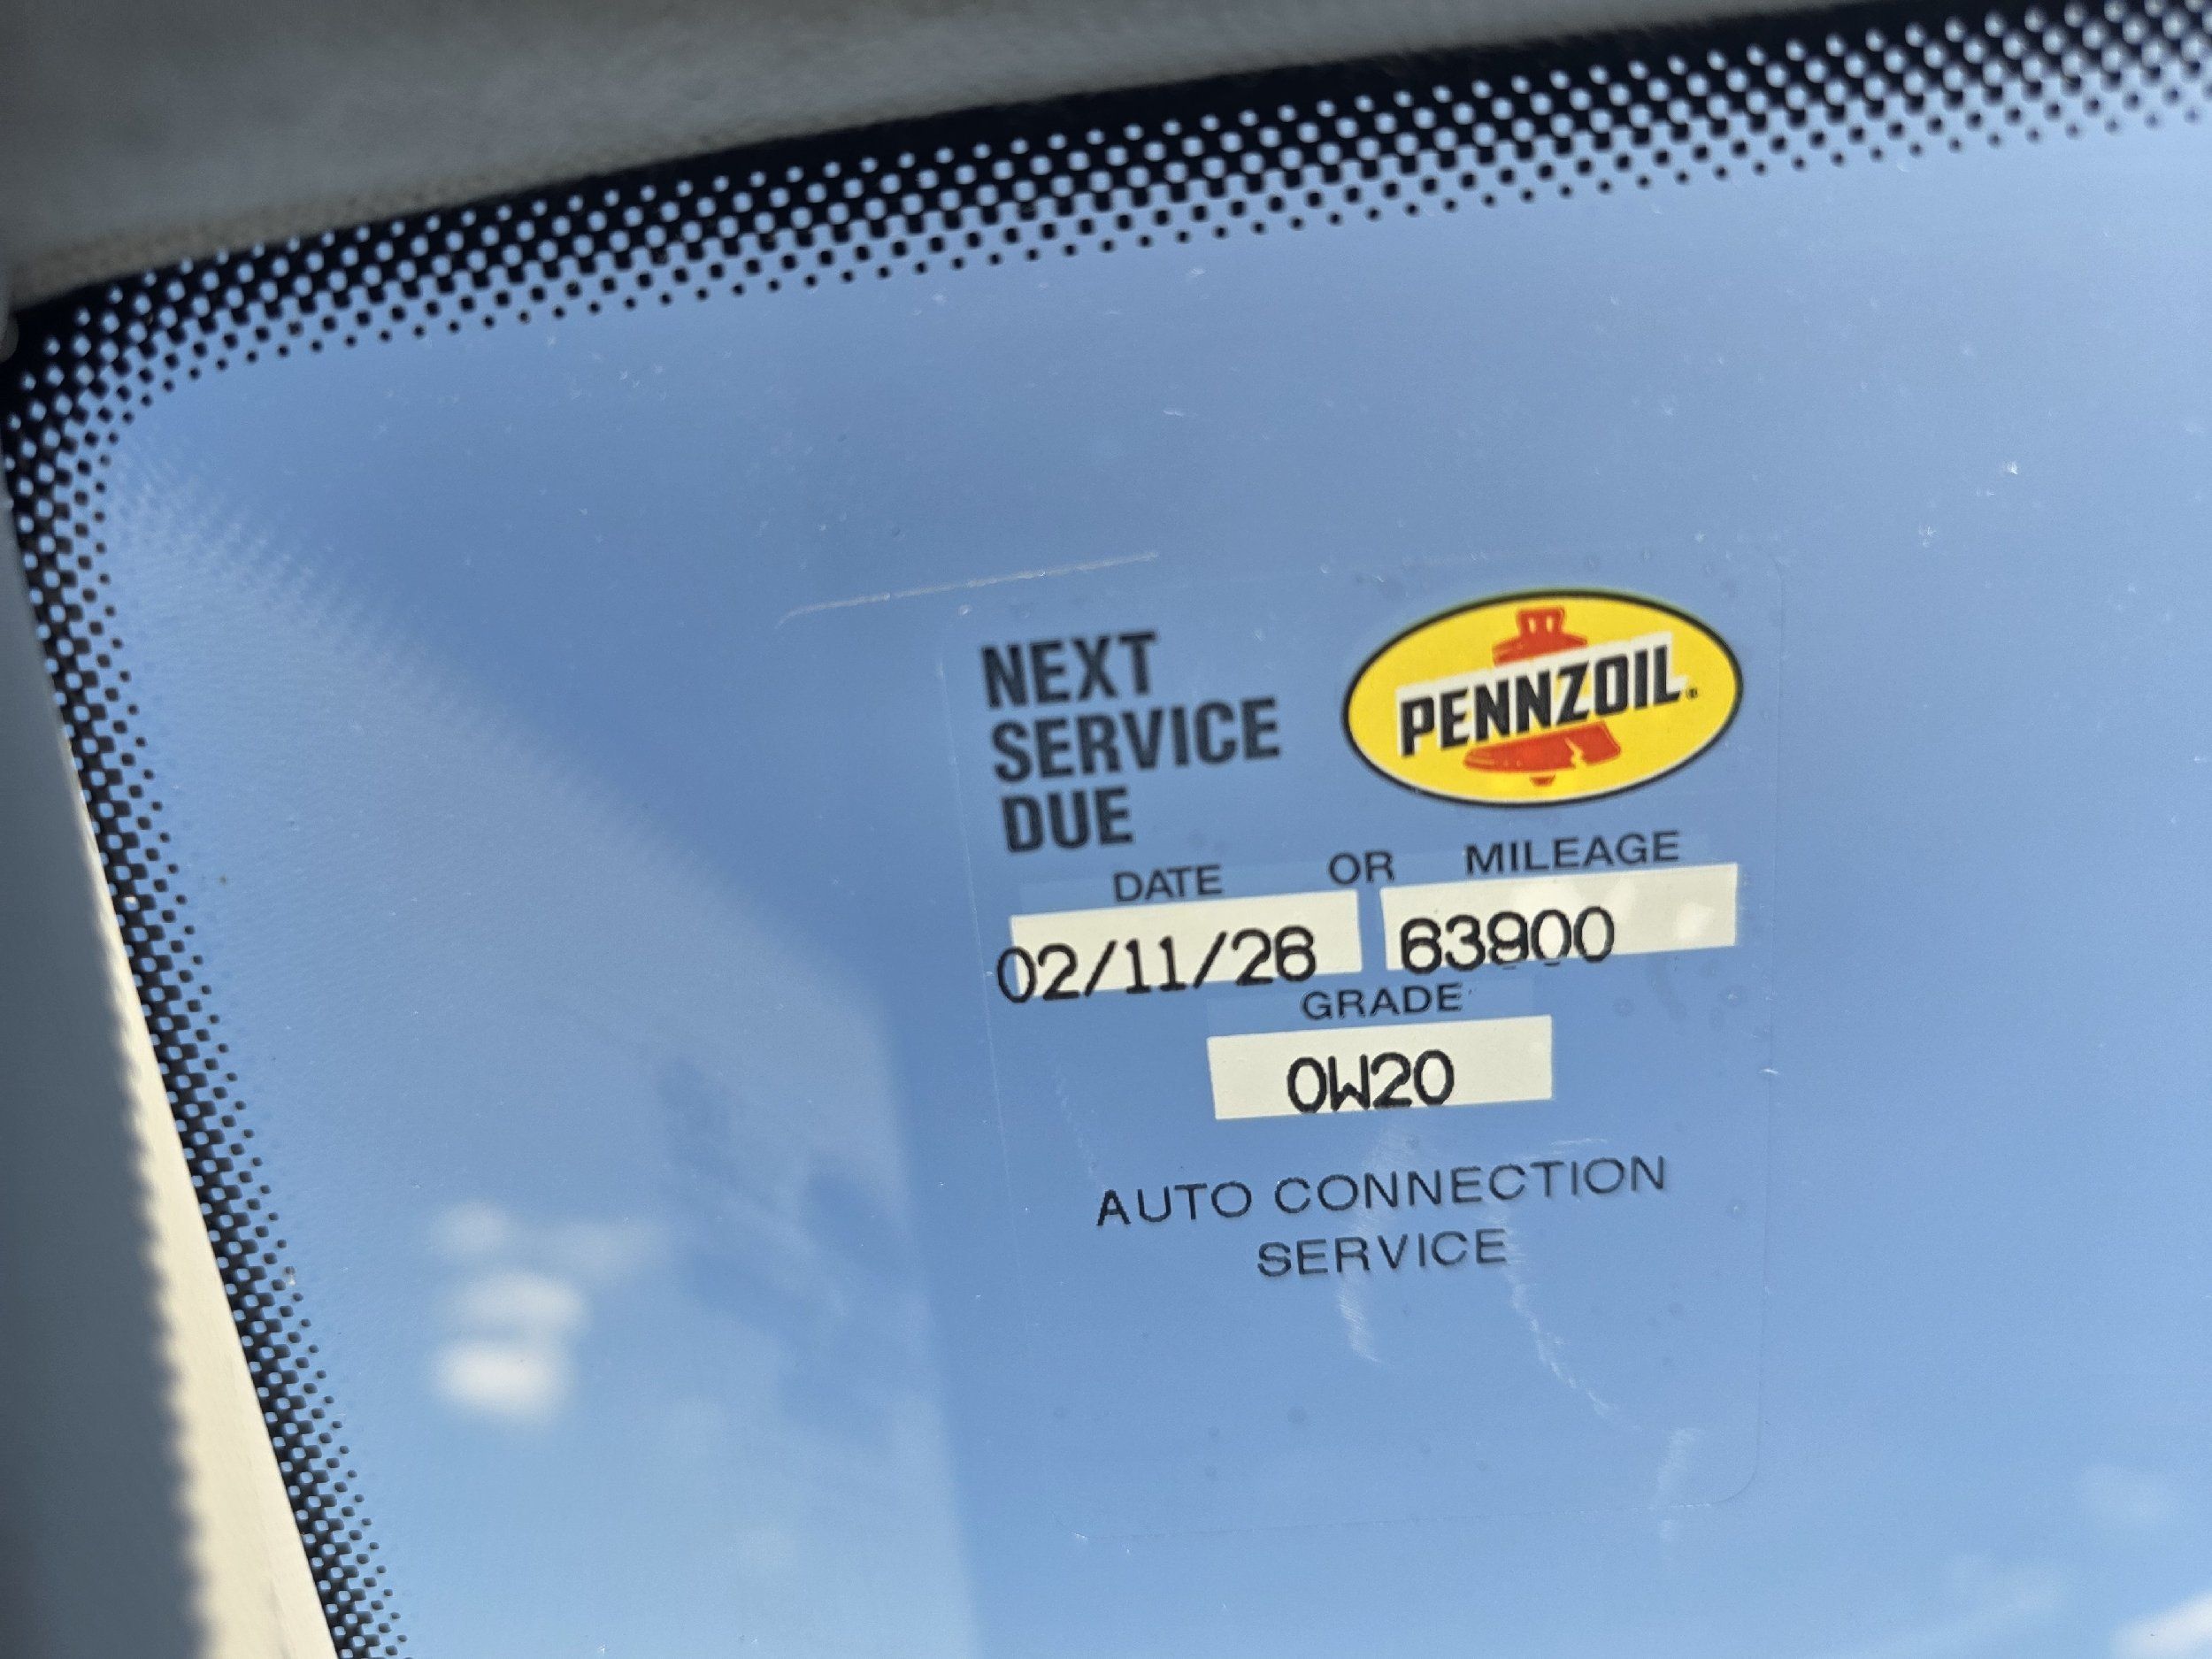 NEXT
SERVICE
DUE
PENNZOIL.
DATE OR MILEAGE
02/11/26 63900
GRADE
0W20
AUTO CONNECTION
SERVICE